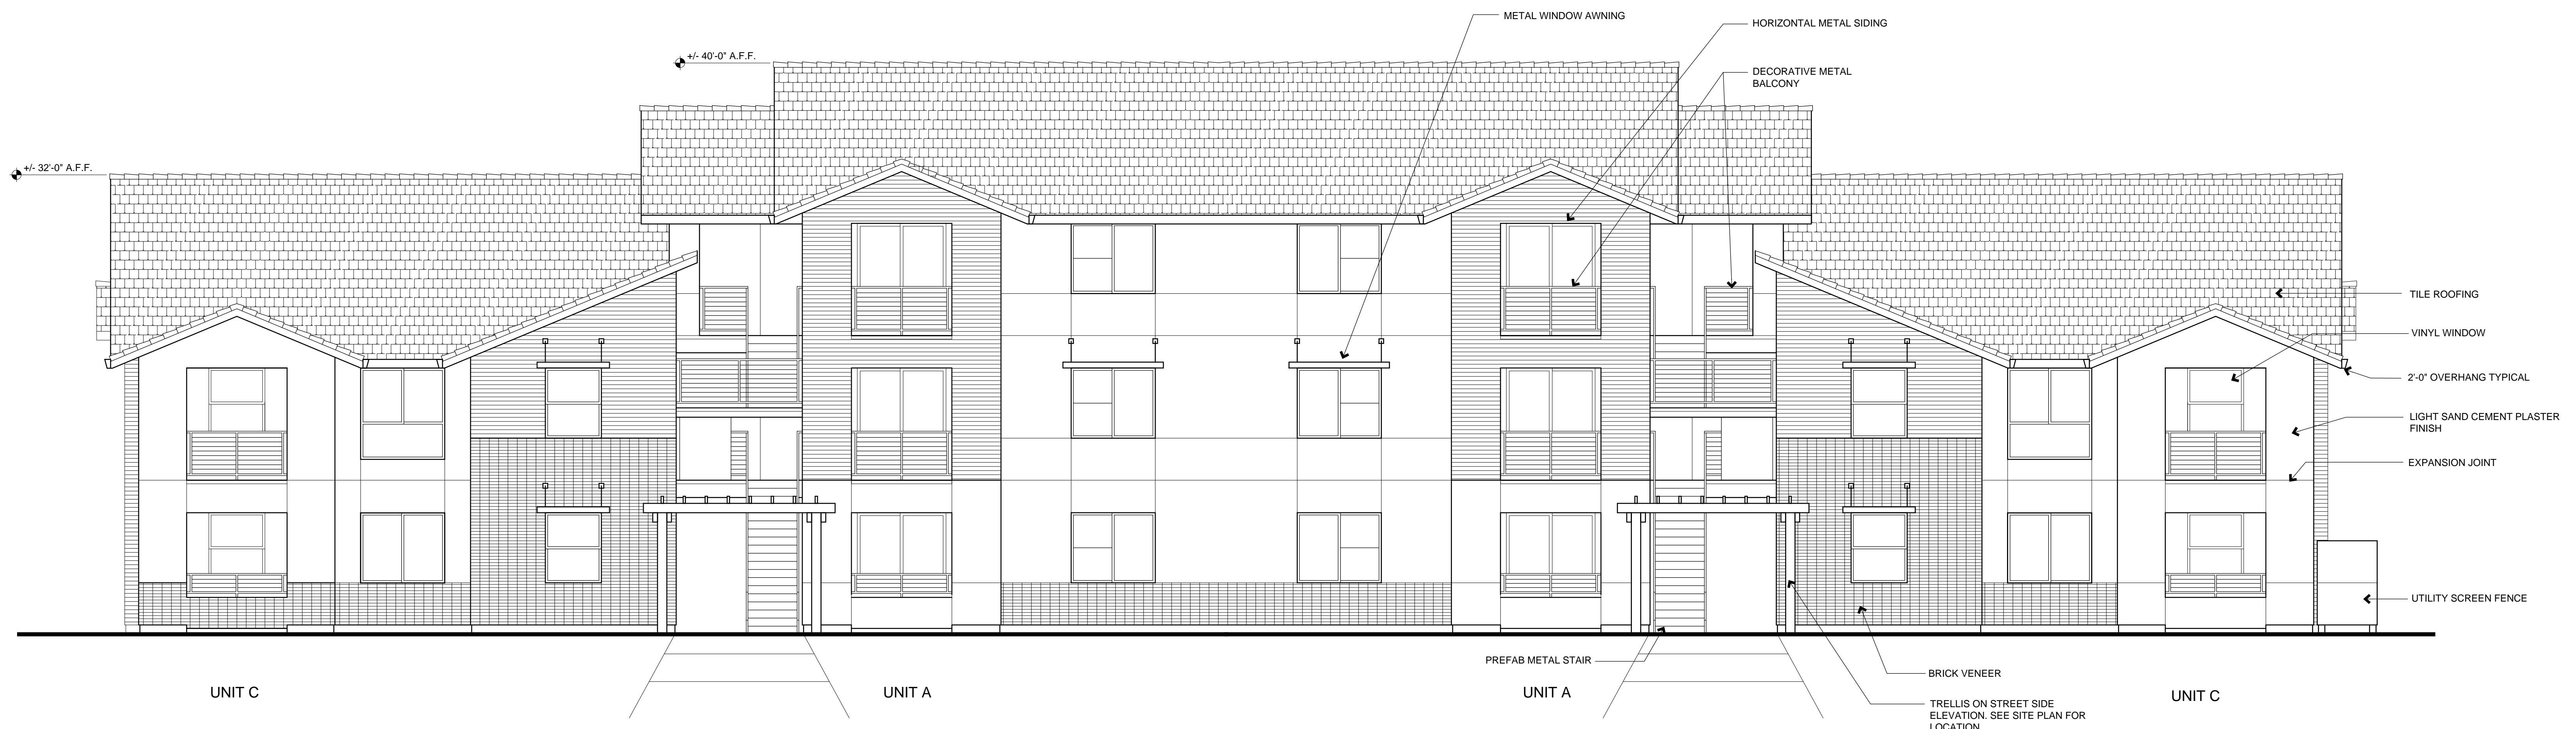 METAL WINDOW AWNING
HORIZONTAL METAL SIDING
+/- 40'-0" A.F.F.
DECORATIVE METAL
BALCONY
+/- 32'-0" A.F.F.
TILE ROOFING
VINYL WINDOW
2'-0" OVERHANG TYPICAL
LIGHT SAND CEMENT PLASTER
FINISH
EXPANSION JOINT
UTILITY SCREEN FENCE
PREFAB METAL STAIR
BRICK VENEER
UNIT C
UNIT A
UNIT A
UNIT C
TRELLIS ON STREET SIDE
ELEVATION. SEE SITE PLAN FOR
LOCATION